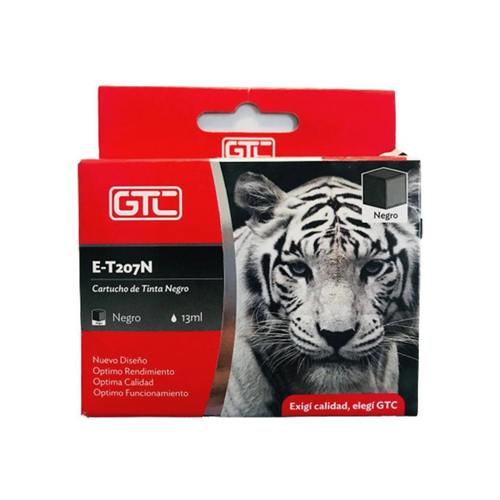 GTC
GTC
E-T207N
Cartucho de Tinta Negro
Negro
13ml
Nuevo Diseño
Optimo Rendimiento
Optima Calidad
Optimo Funcionamiento
Negro
Exigí calidad, elegí GTC